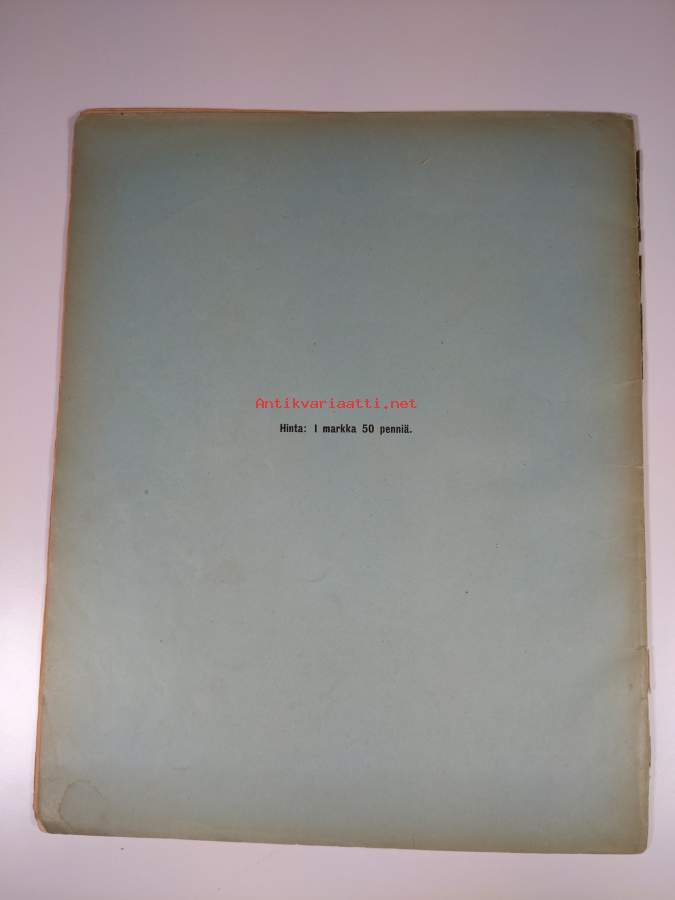 Antikvariaatti.net
Hinta: 1 markka 50 penniä.